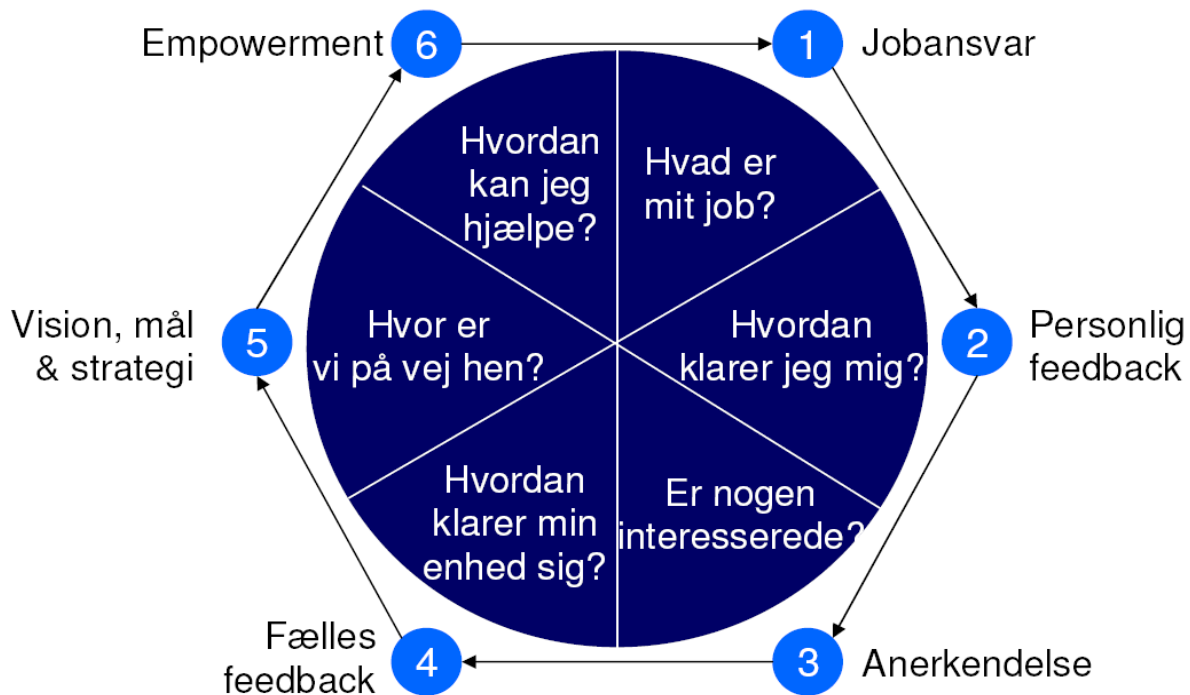 Empowerment
6
1
Jobansvar
Hvordan
kan jeg
hjælpe?
Hvad er
mit job?
Vision, mål
& strategi
5
Hvor er
vi på vej hen?
Hvordan
klarer jeg mig?
2
Personlig
feedback
Hvordan
klarer min
enhed sig?
Er nogen
interesserede?
Fælles
feedback
4
3
Anerkendelse